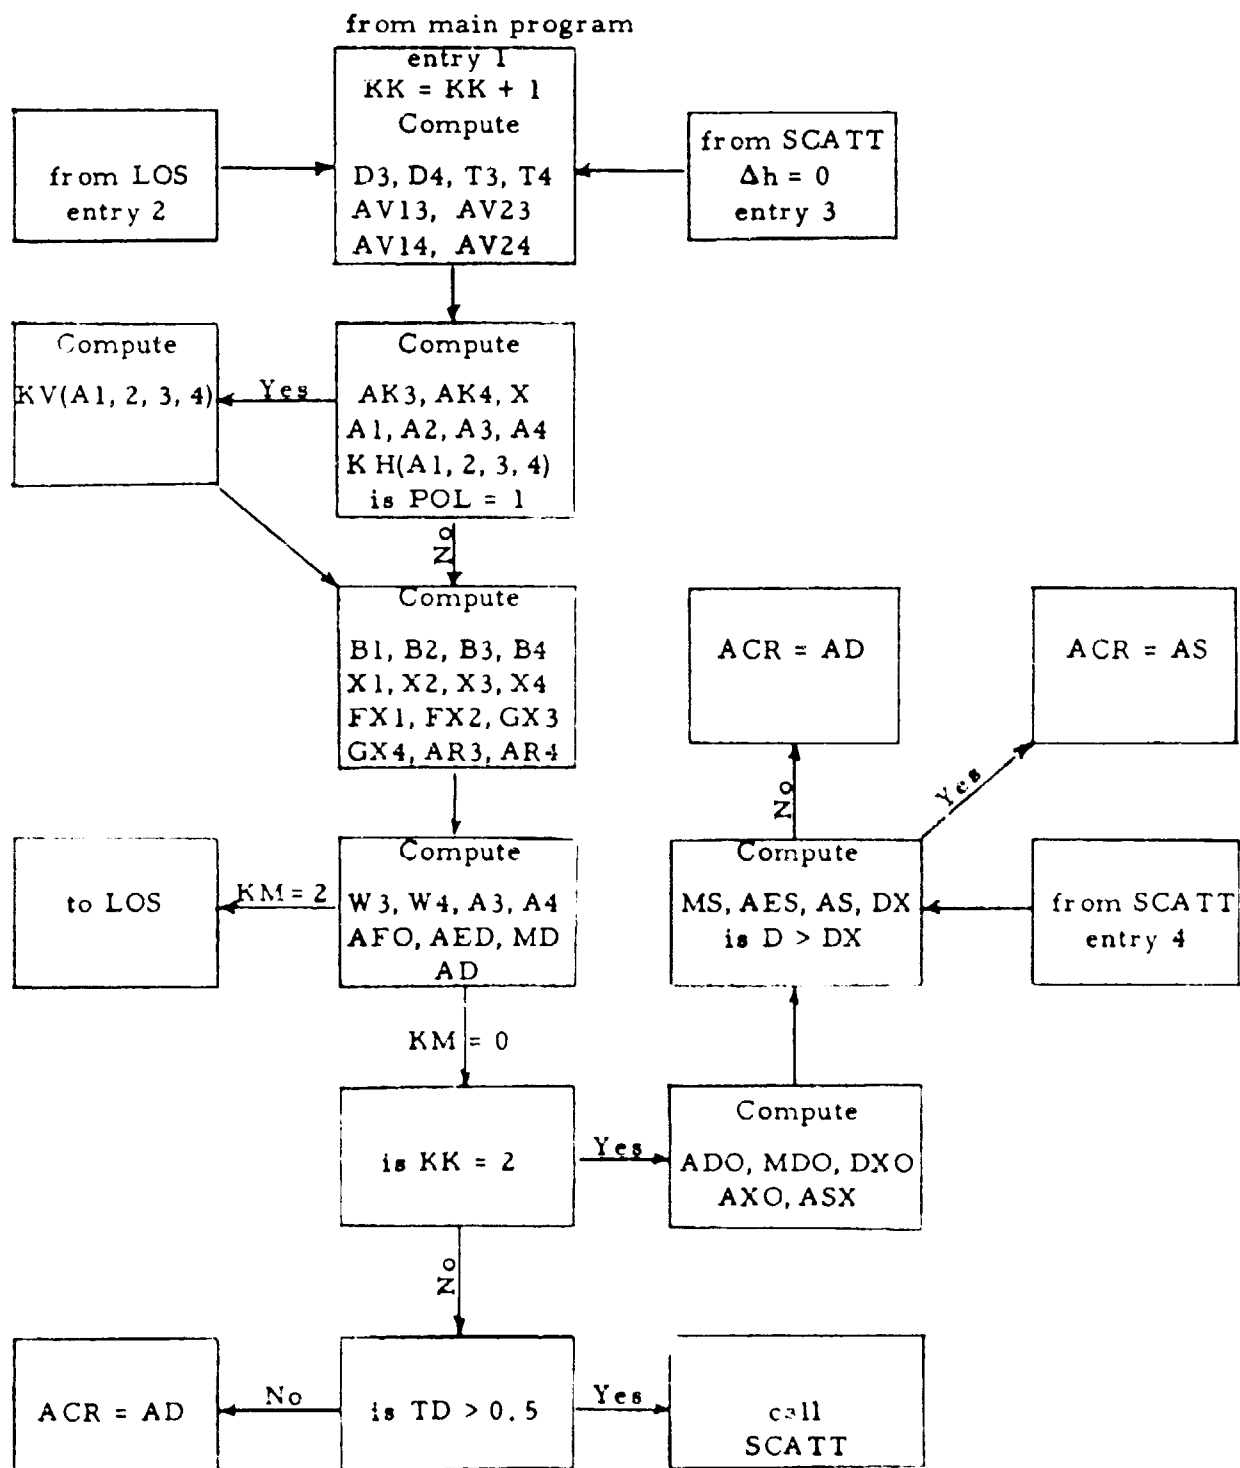 from main program
entry 1
KK = KK + 1
Compute
D3, D4, T3, T4
AV13, AV23
AV14, AV24
from LOS
entry 2
from SCATT
Δh = 0
entry 3
Compute
KV(A1, 2, 3, 4)
Yes
Compute
AK3, AK4, X
A1, A2, A3, A4
KH(A1, 2, 3, 4)
is POL = 1
No
Compute
B1, B2, B3, B4
X1, X2, X3, X4
FX1, FX2, GX3
GX4, AR3, AR4
ACR = AD
ACR = AS
No
Yes
to LOS
KM = 2
Compute
W3, W4, A3, A4
AFO, AED, MD
AD
Compute
MS, AES, AS, DX
is D > DX
from SCATT
entry 4
KM = 0
is KK = 2
Yes
Compute
ADO, MDO, DXO
AXO, ASX
No
ACR = AD
No
is TD > 0.5
Yes
call
SCATT